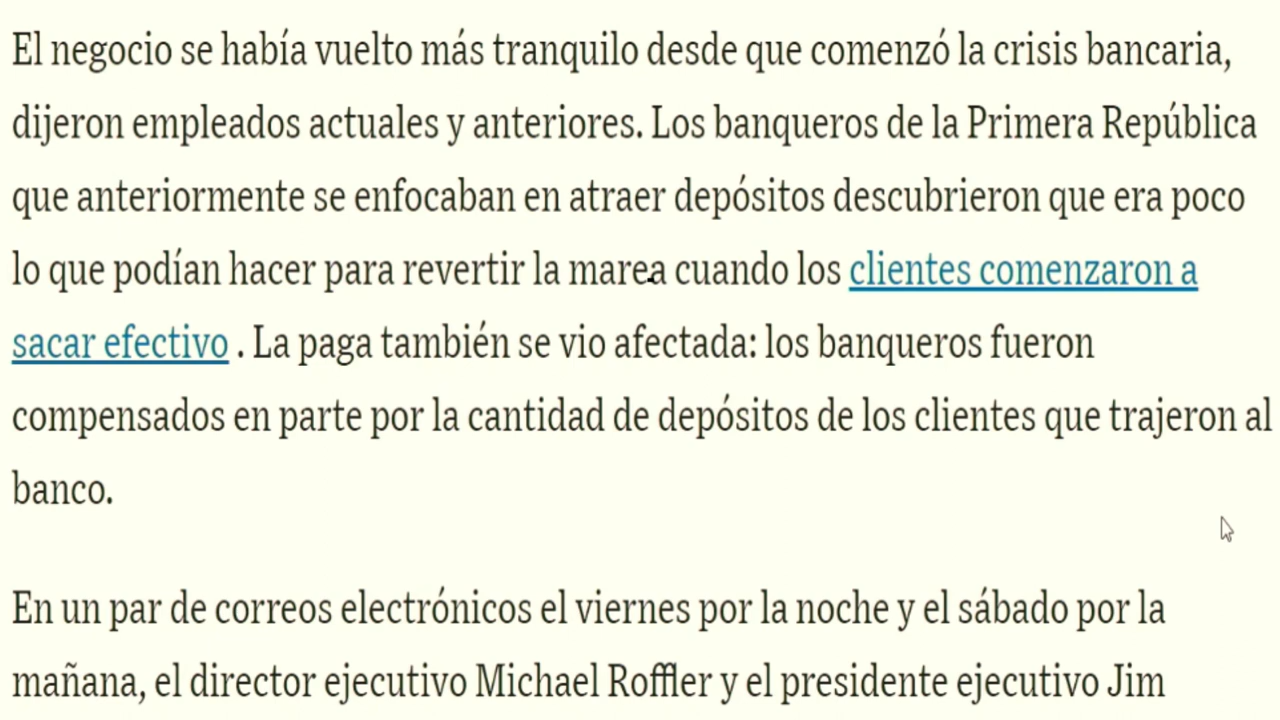 El negocio se había vuelto más tranquilo desde que comenzó la crisis bancaria,
dijeron empleados actuales y anteriores. Los banqueros de la Primera República
que anteriormente se enfocaban en atraer depósitos descubrieron que era poco
lo que podían hacer para revertir la marea cuando los clientes comenzaron a
sacar efectivo . La paga también se vio afectada: los banqueros fueron
compensados en parte por la cantidad de depósitos de los clientes que trajeron al
banco.
En un par de correos electrónicos el viernes por la noche y el sábado por la
mañana, el director ejecutivo Michael Roffler y el presidente ejecutivo Jim